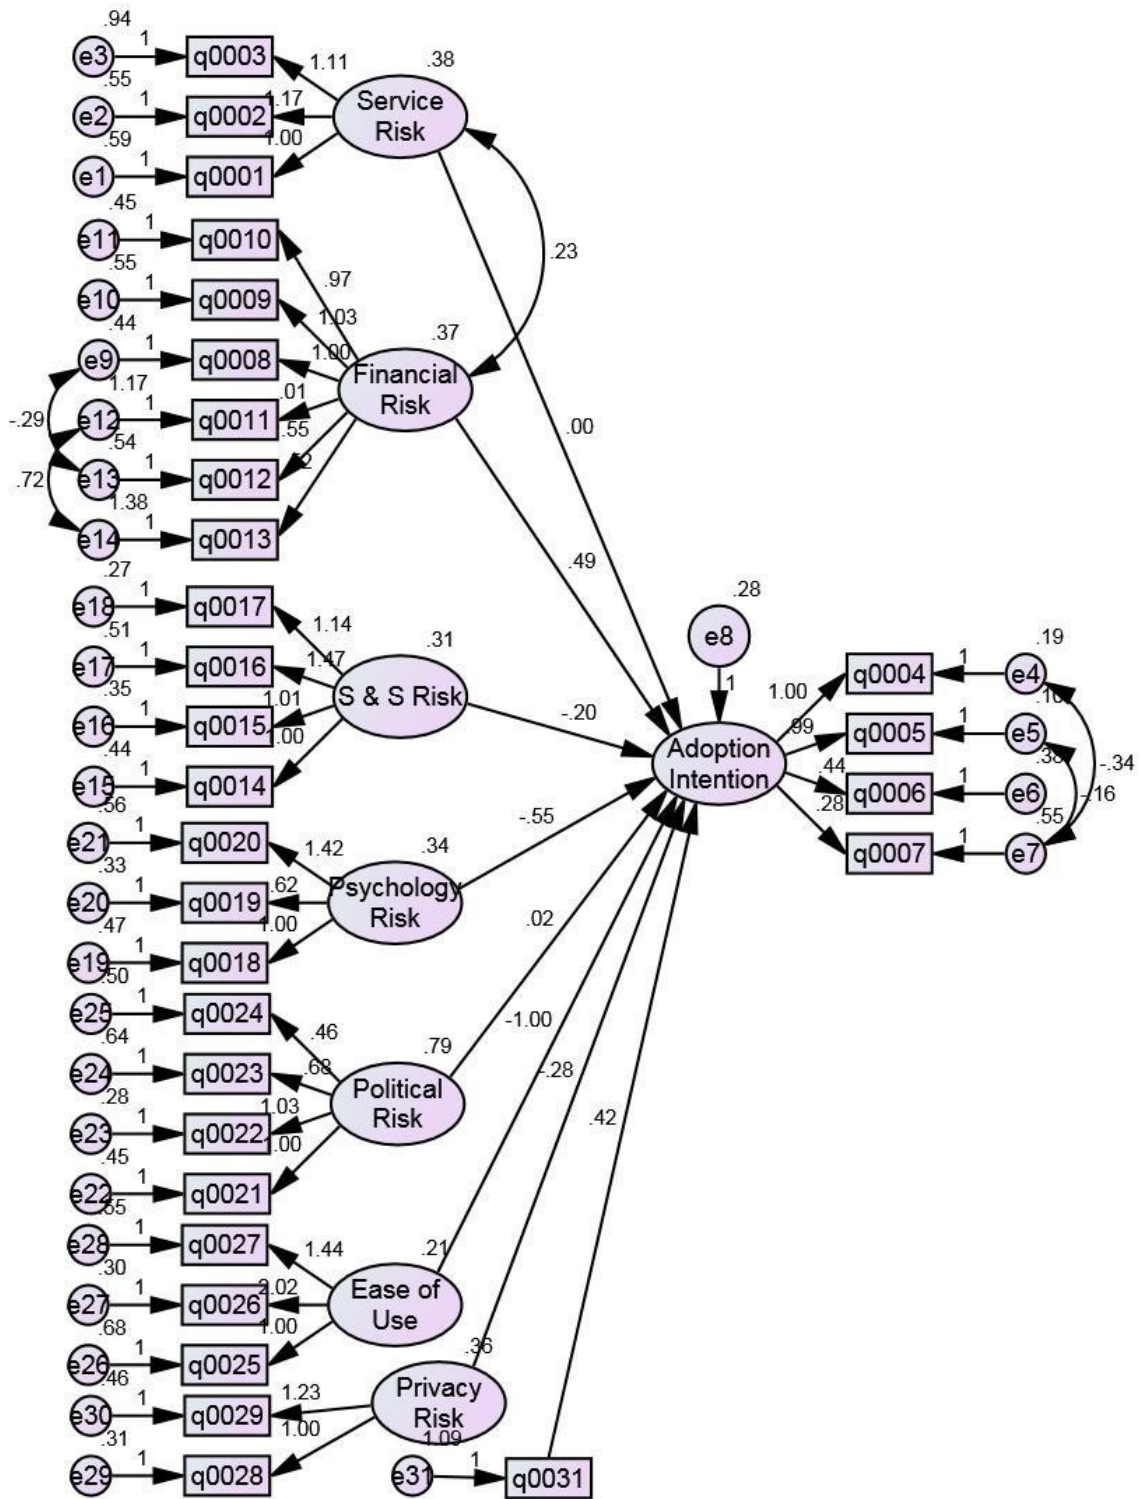 .94
e3 1 q0003 1.11 .38
.55
e2 1 q0002 1.17 Service
Risk
.59 1.00
e1 1 q0001
.45
e11 1 q0010
.55 .97 .23
e10 1 q0009 1.03
.44 1.00 .37
e9 1 q0008 Financial
Risk
1.17 .01
-.29 e12 1 q0011 .55 .00
.54
.72 e13 1 q0012
1.38
e14 1 q0013 .49
.27
e18 1 q0017 1.14 .31 .28
.51 e8
e17 1 q0016 1.47 1
.35 1.01 S & S Risk -.20
e16 1 q0015 1.00
.44
e15 1 q0014
Adoption
Intention
1.00 q0004 1 e4 .19
.99 q0005 1 e5
.44 q0006 1 e6 .38 -.34
.28 q0007 1 e7 .55 -.16
.56
e21 1 q0020 1.42 .34 -.55
.33 .62 Psychology
Risk
e20 1 q0019 1.00
.47
e19 1 q0018 .02
.50
e25 1 q0024 .46 .79 -1.00
.64 .68 Political
Risk
e24 1 q0023 1.03 -.28
.28 1.00 .42
e23 1 q0022
.45
e22 1 q0021
e28 1 q0027 1.44 .21
.30 2.02 Ease of
Use
e27 1 q0026 1.00
.68
e26 1 q0025 .36
.46 1.23 Privacy
Risk
e30 1 q0029 1.00
.31 1.09
e29 1 q0028 e31 1 q0031